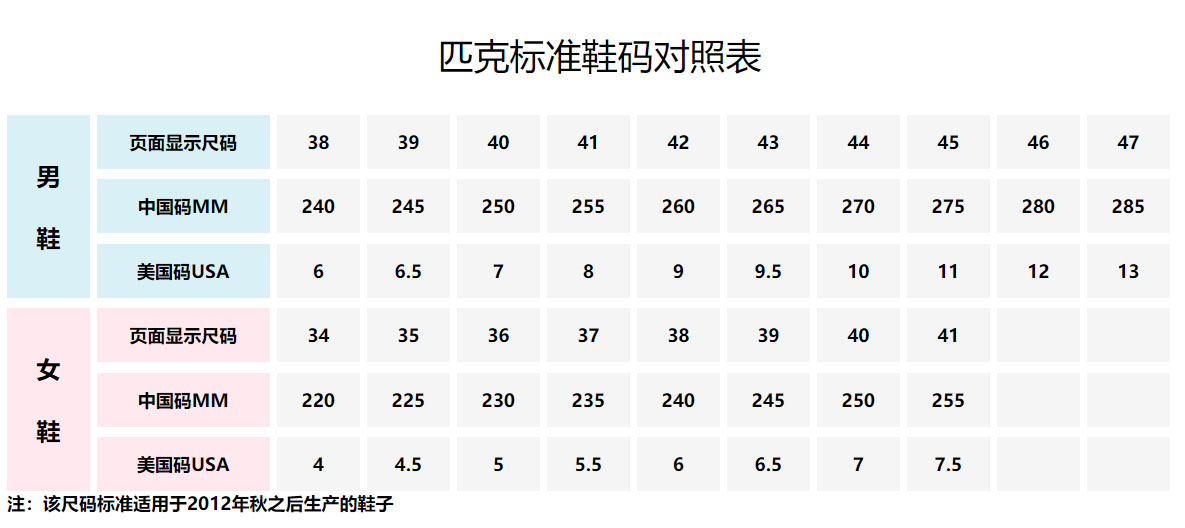 匹克标准鞋码对照表
男鞋
页面显示尺码 38 39 40 41 42 43 44 45 46 47
中国码MM 240 245 250 255 260 265 270 275 280 285
美国码USA 6 6.5 7 8 9 9.5 10 11 12 13
女鞋
页面显示尺码 34 35 36 37 38 39 40 41
中国码MM 220 225 230 235 240 245 250 255
美国码USA 4 4.5 5 5.5 6 6.5 7 7.5
注：该尺码标准适用于2012年秋之后生产的鞋子